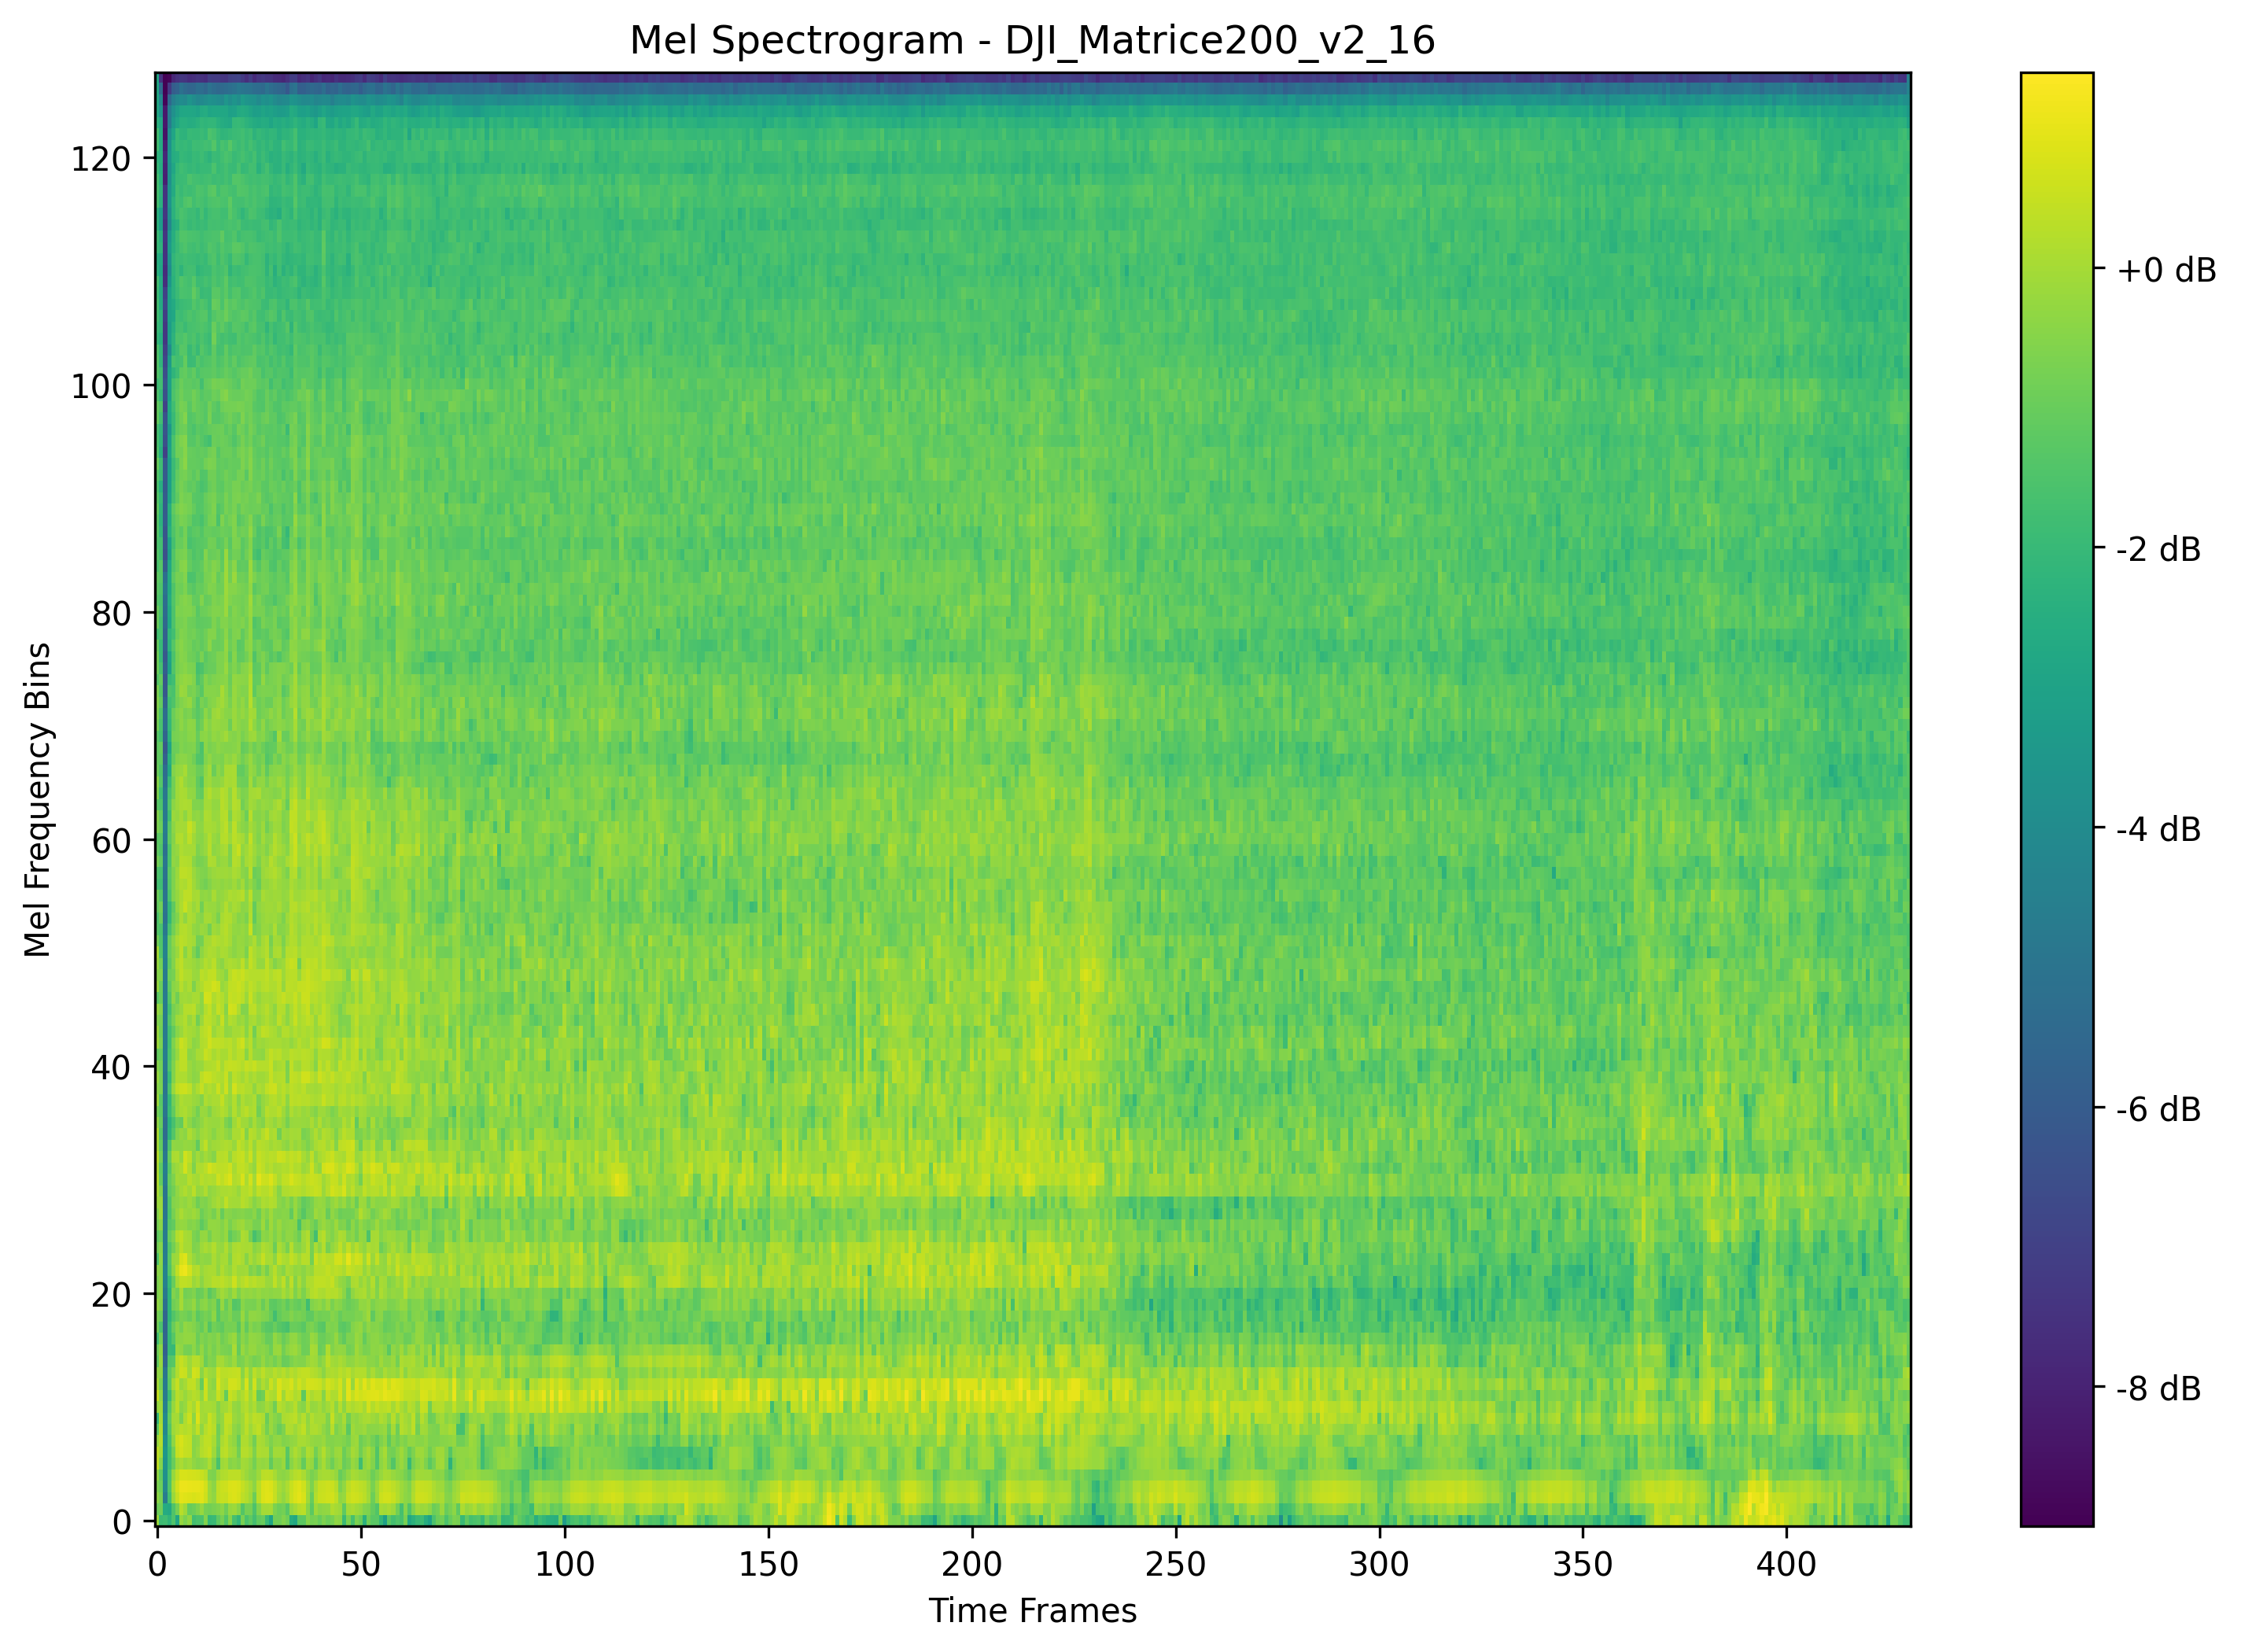 Mel Spectrogram - DJI_Matrice200_v2_16
Mel Frequency Bins
120
100
80
60
40
20
0
0 50 100 150 200 250 300 350 400
Time Frames
+0 dB
-2 dB
-4 dB
-6 dB
-8 dB